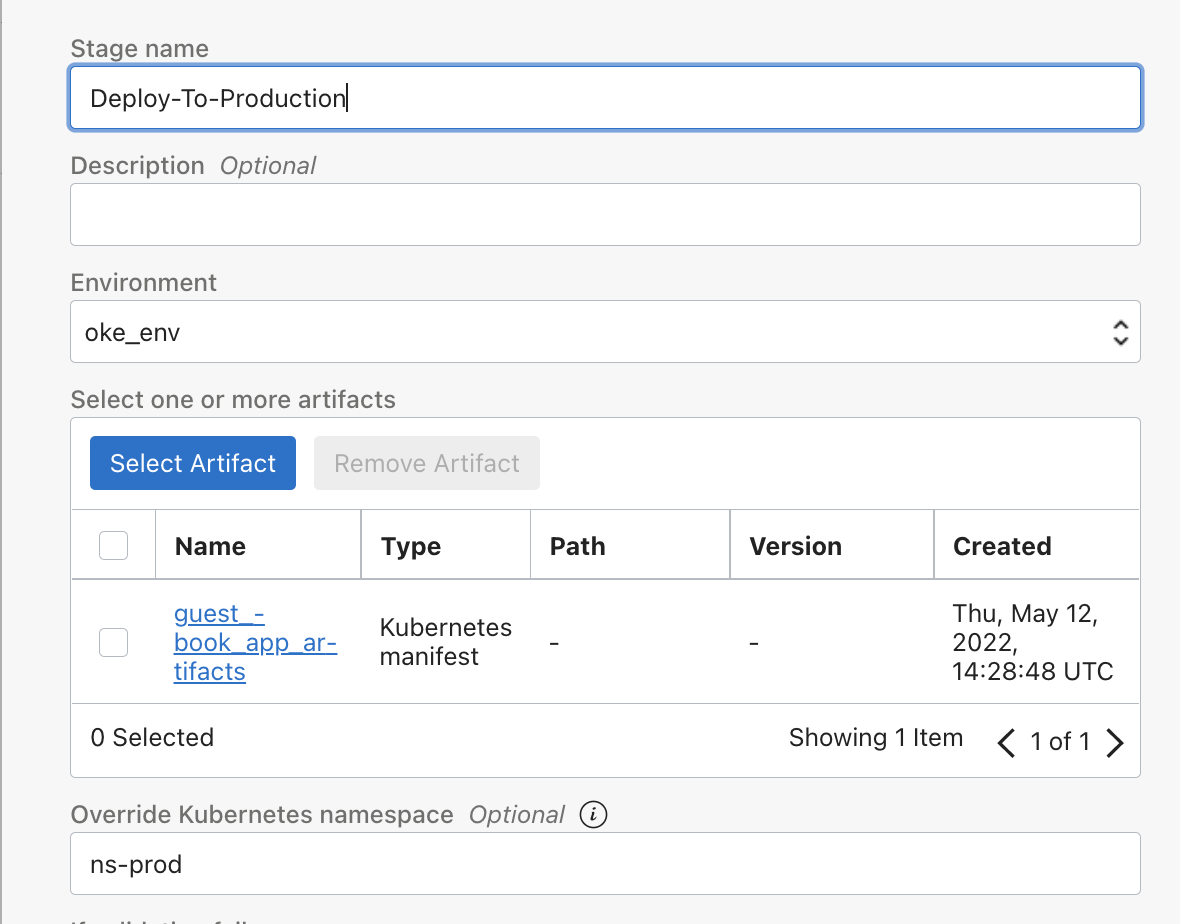 Stage name
Deploy-To-Production
Description Optional
Environment
oke_env
Select one or more artifacts
Select Artifact Remove Artifact
Name Type Path Version Created
guest_-
book_app_ar-
tifacts
Kubernetes
manifest
-
-
Thu, May 12,
2022,
14:28:48 UTC
0 Selected Showing 1 Item 1 of 1
Override Kubernetes namespace Optional i
ns-prod